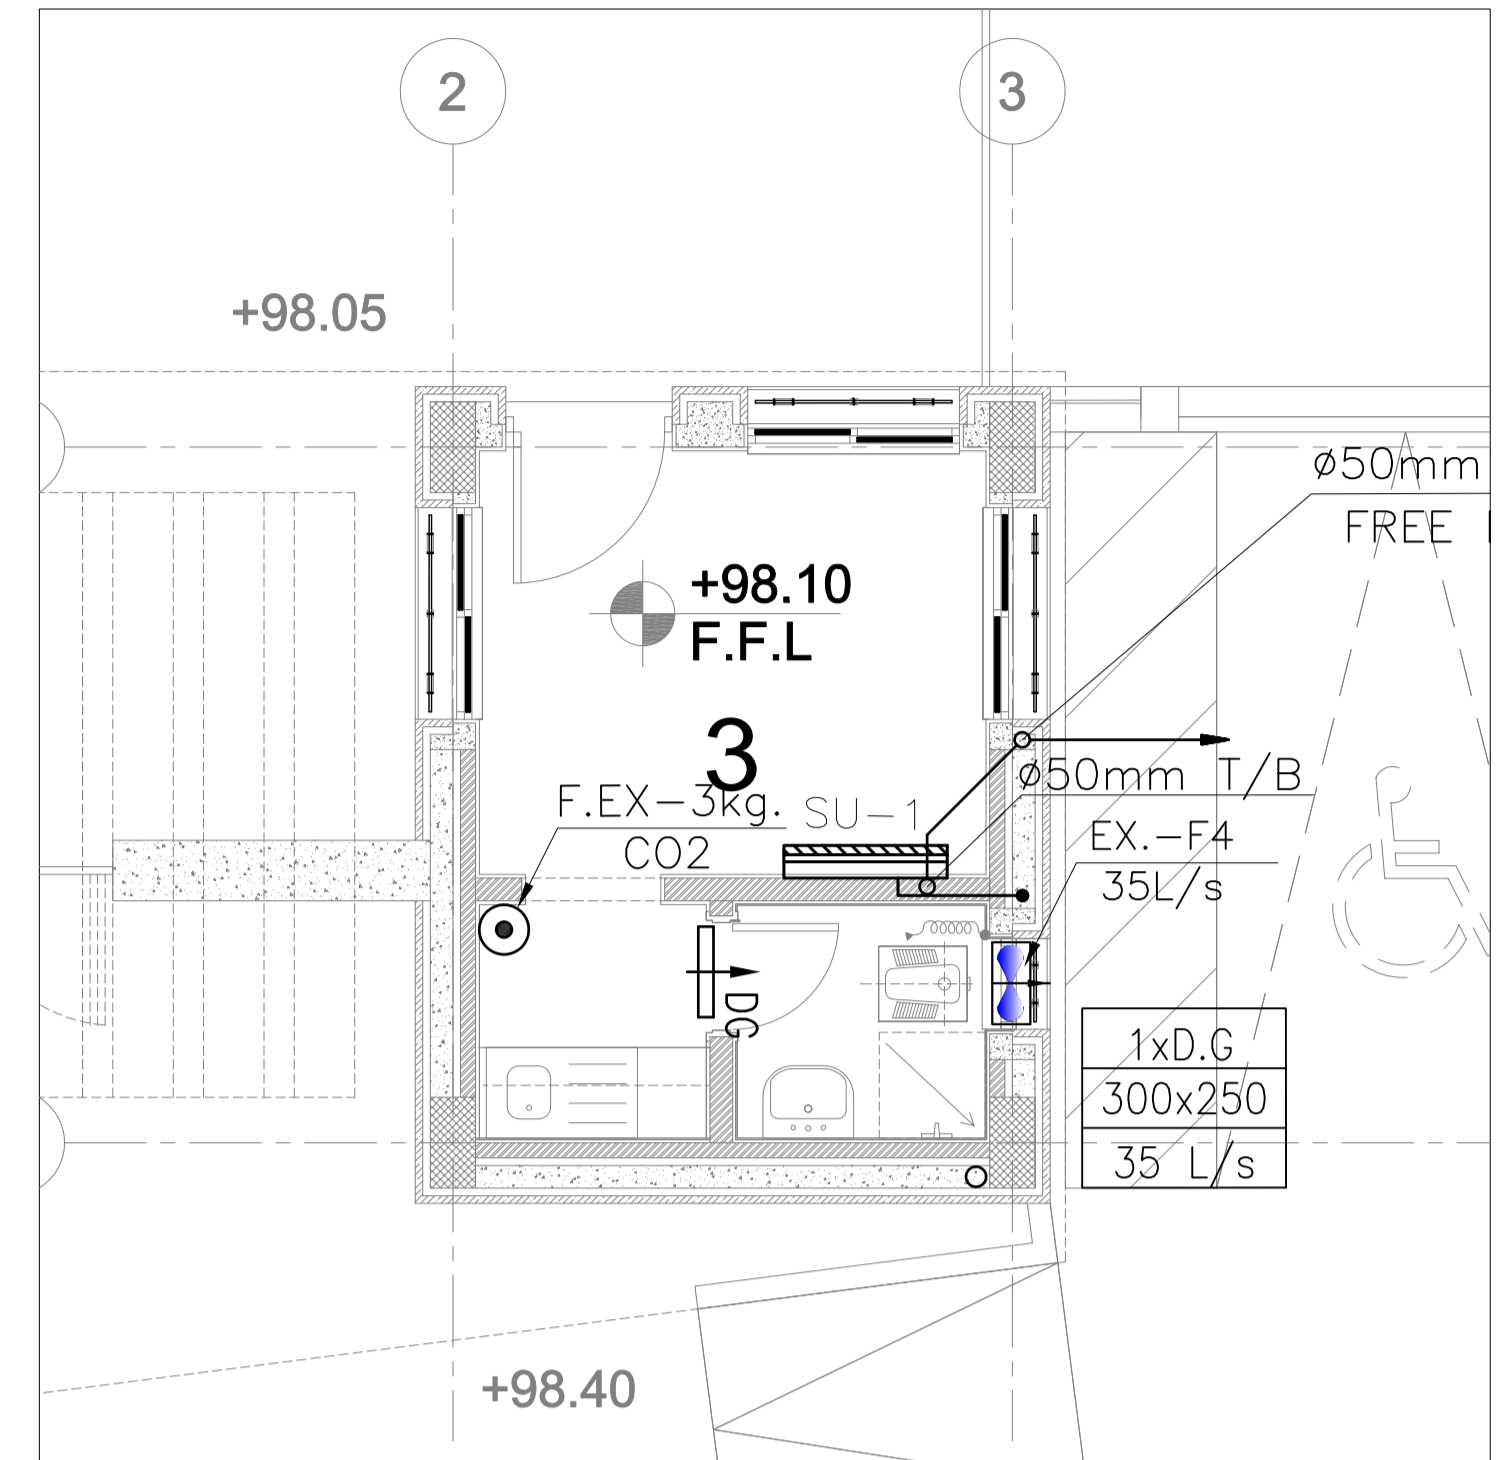 2
3
+98.05
ø50mm
FREE
+98.10
F.F.L
3
ø50mm T/B
F.EX-3kg.
CO2
SU-1
EX.-F4
35L/s
DG
1xD.G
300x250
35 L/s
+98.40